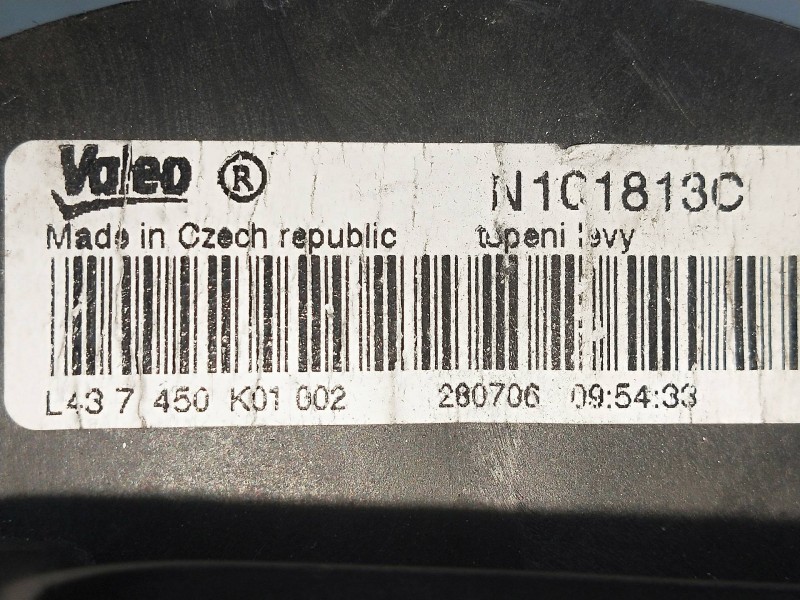 Valeo ® N101813C
Made in Czech republic topeni levy
L43 7 450 K01 002 280706 09:54:33